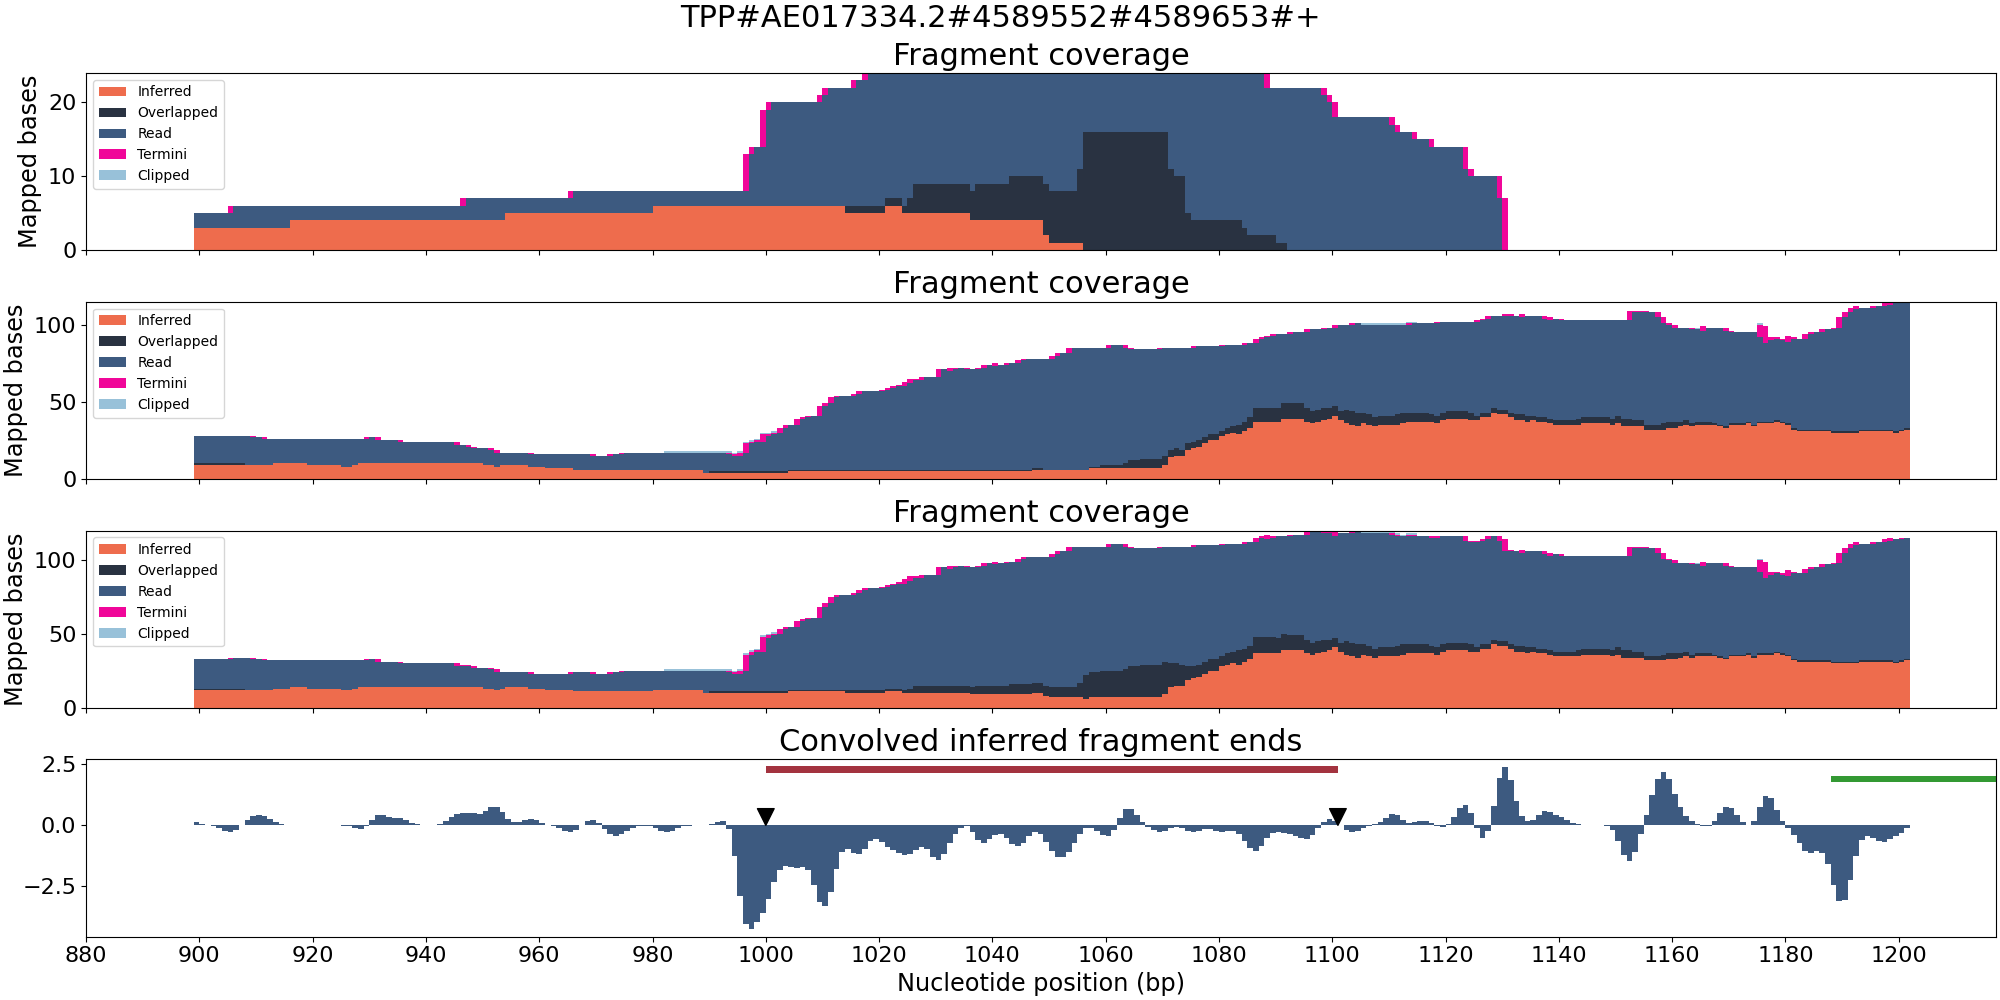 TPP#AE017334.2#4589552#4589653#+
Fragment coverage
Mapped bases
20
10
0
Inferred
Overlapped
Read
Termini
Clipped
Fragment coverage
Mapped bases
100
50
0
Inferred
Overlapped
Read
Termini
Clipped
Fragment coverage
Mapped bases
100
50
0
Inferred
Overlapped
Read
Termini
Clipped
Convolved inferred fragment ends
2.5
0.0
−2.5
880 900 920 940 960 980 1000 1020 1040 1060 1080 1100 1120 1140 1160 1180 1200
Nucleotide position (bp)